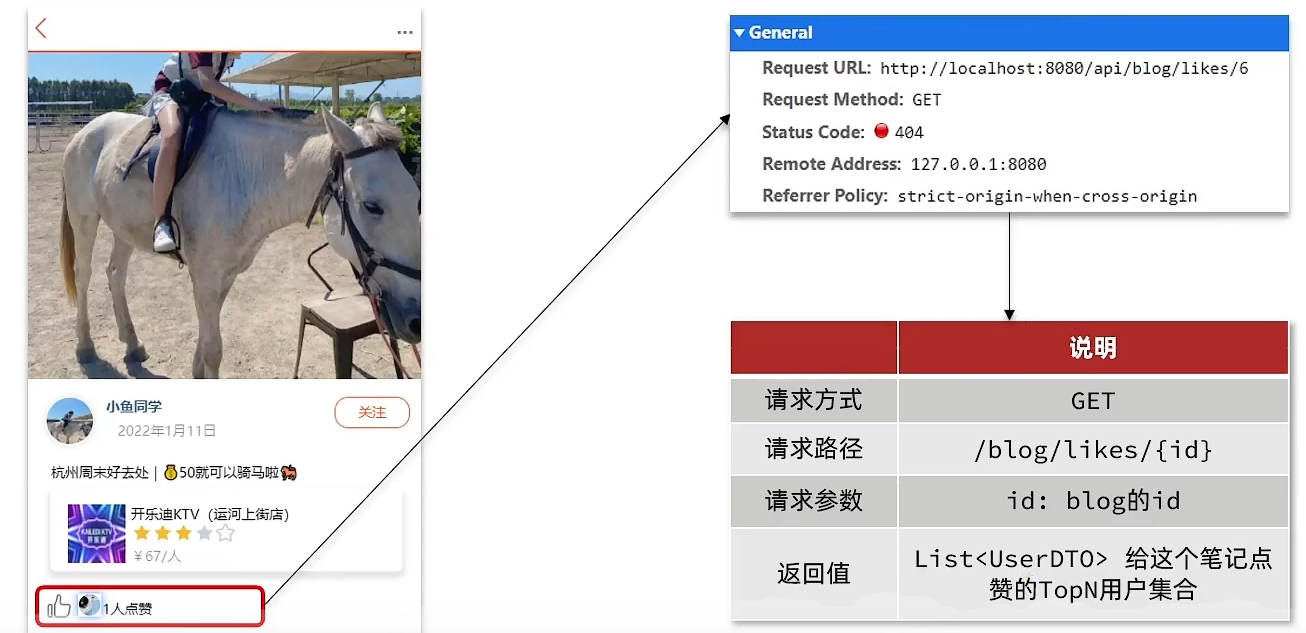 小鱼同学
2022年1月11日
关注
杭州周末好去处 | 💰50就可以骑马啦🐎
KAILEDI KTV
开乐迪
开乐迪KTV（运河上街店）
￥67/人
1人点赞
General
Request URL: http://localhost:8080/api/blog/likes/6
Request Method: GET
Status Code: 404
Remote Address: 127.0.0.1:8080
Referrer Policy: strict-origin-when-cross-origin
说明
请求方式 GET
请求路径 /blog/likes/{id}
请求参数 id: blog的id
返回值 List<UserDTO> 给这个笔记点
赞的TopN用户集合